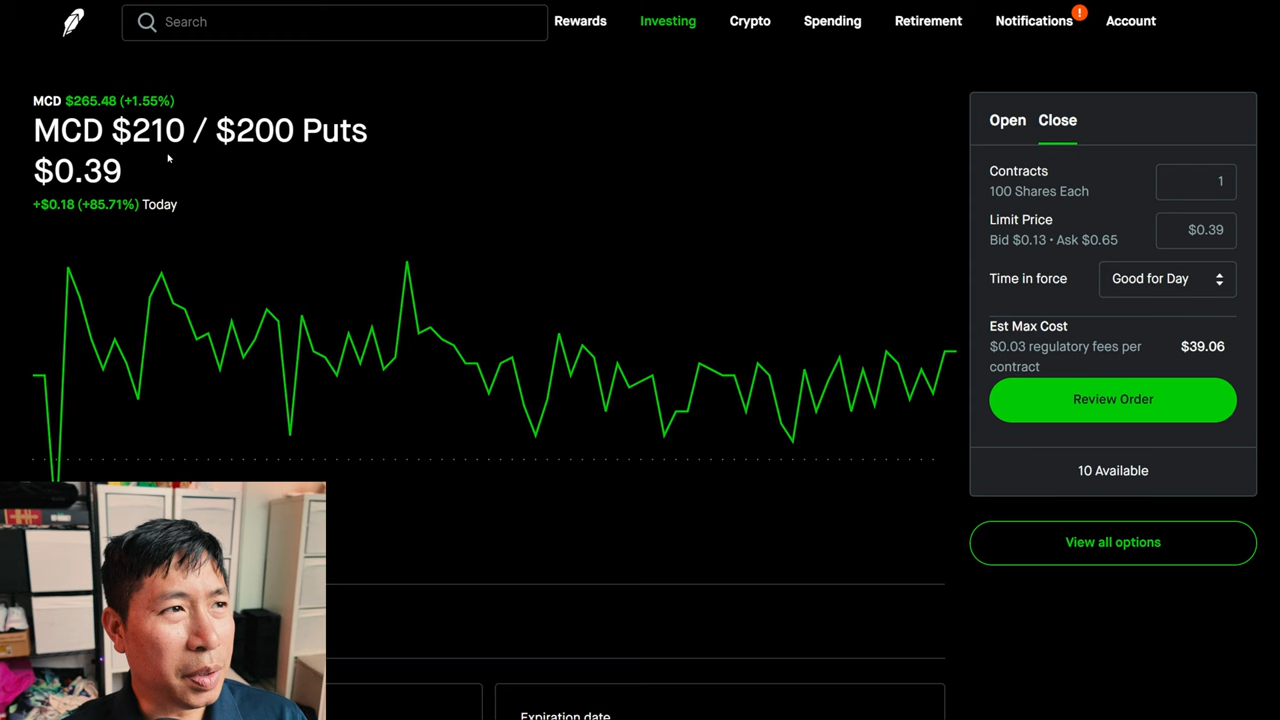 Search
Rewards
Investing
Crypto
Spending
Retirement
Notifications
!
Account
MCD $265.48 (+1.55%)
MCD $210 / $200 Puts
$0.39
+$0.18 (+85.71%) Today
Open Close
Contracts
100 Shares Each
1
Limit Price
Bid $0.13 • Ask $0.65
$0.39
Time in force
Good for Day
Est Max Cost
$0.03 regulatory fees per
contract
$39.06
Review Order
10 Available
View all options
Expiration date